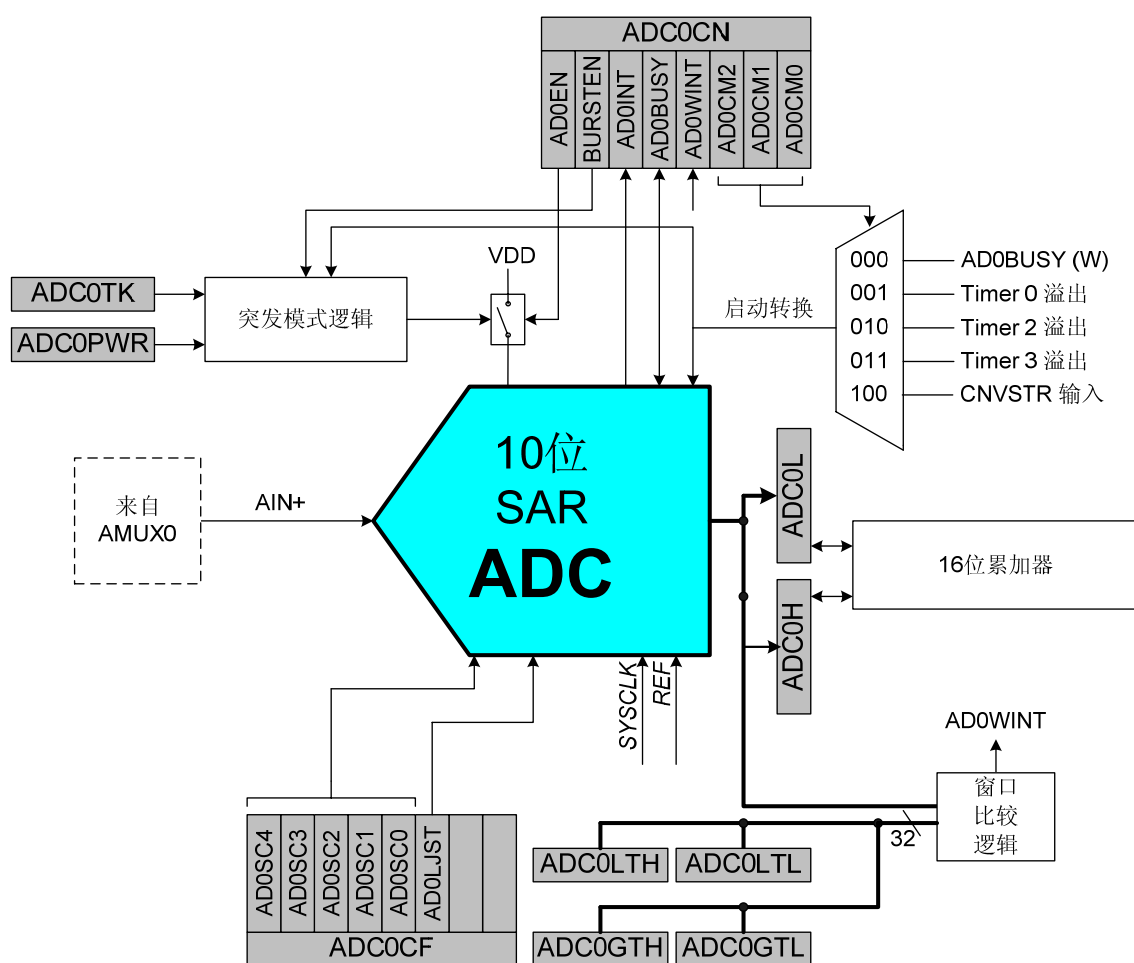 ADC0CN
AD0EN
BURSTEN
AD0INT
AD0BUSY
AD0WINT
AD0CM2
AD0CM1
AD0CM0
VDD
ADC0TK
ADC0PWR
突发模式逻辑
启动转换
000
001
010
011
100
AD0BUSY (W)
Timer 0 溢出
Timer 2 溢出
Timer 3 溢出
CNVSTR 输入
来自
AMUX0
AIN+
10位
SAR
ADC
ADC0L
ADC0H
16位累加器
SYSCLK
REF
AD0WINT
窗口
比较
逻辑
32
AD0SC4
AD0SC3
AD0SC2
AD0SC1
AD0SC0
AD0LJST
ADC0CF
ADC0LTH
ADC0LTL
ADC0GTH
ADC0GTL